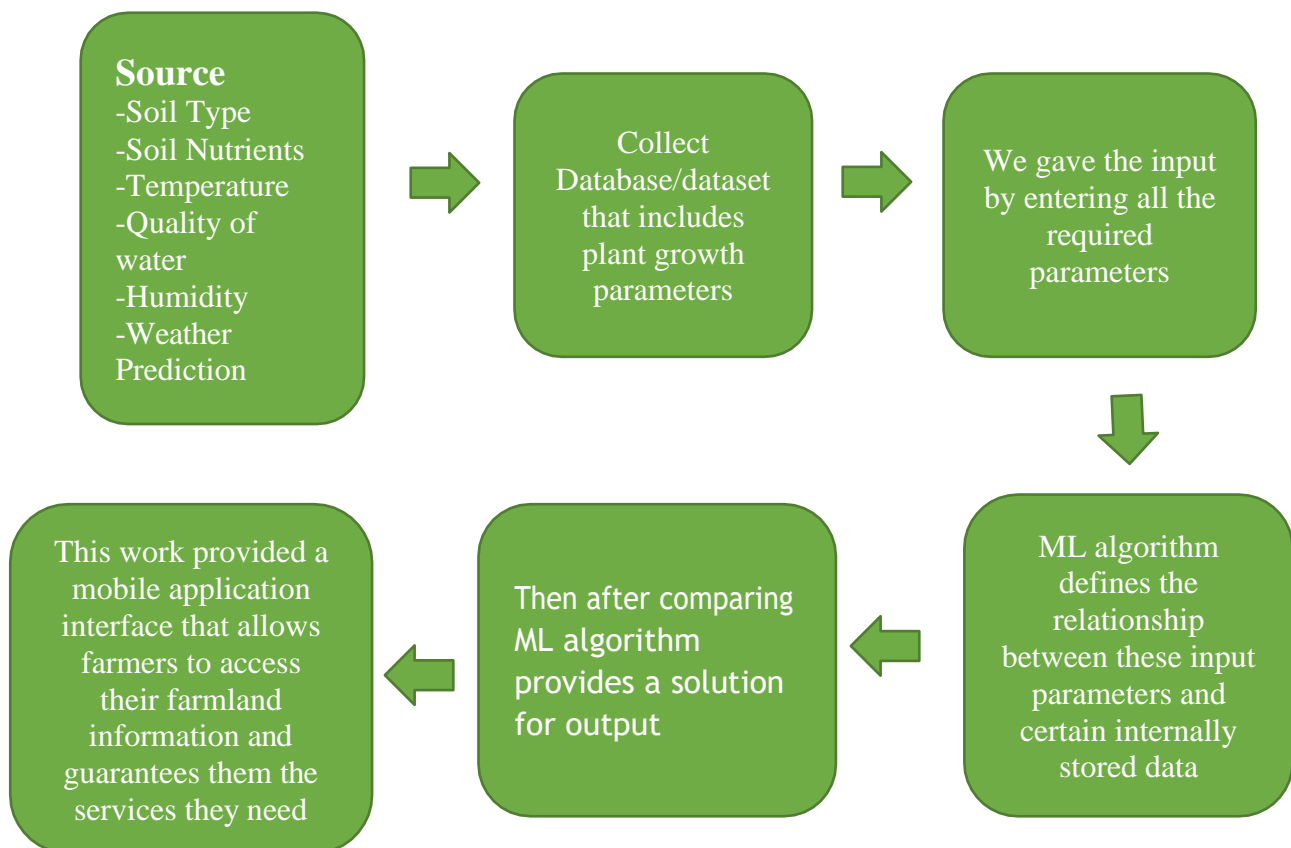 Source
-Soil Type
-Soil Nutrients
-Temperature
-Quality of
water
-Humidity
-Weather
Prediction
Collect
Database/dataset
that includes
plant growth
parameters
We gave the input
by entering all the
required
parameters
ML algorithm
defines the
relationship
between these input
parameters and
certain internally
stored data
Then after comparing
ML algorithm
provides a solution
for output
This work provided a
mobile application
interface that allows
farmers to access
their farmland
information and
guarantees them the
services they need